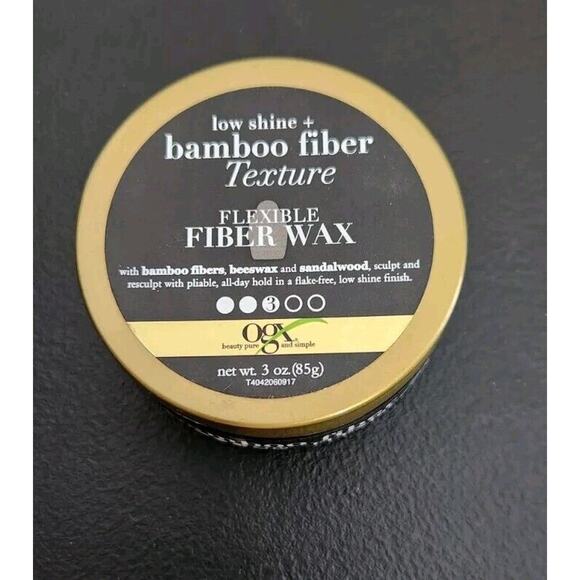 low shine +
bamboo fiber
Texture
FLEXIBLE
FIBER WAX
with bamboo fibers, beeswax and sandalwood, sculpt and
resculpt with pliable, all-day hold in a flake-free, low shine finish.
3
ogx
beauty pure and simple
net wt. 3 oz.(85g)
T4042060917